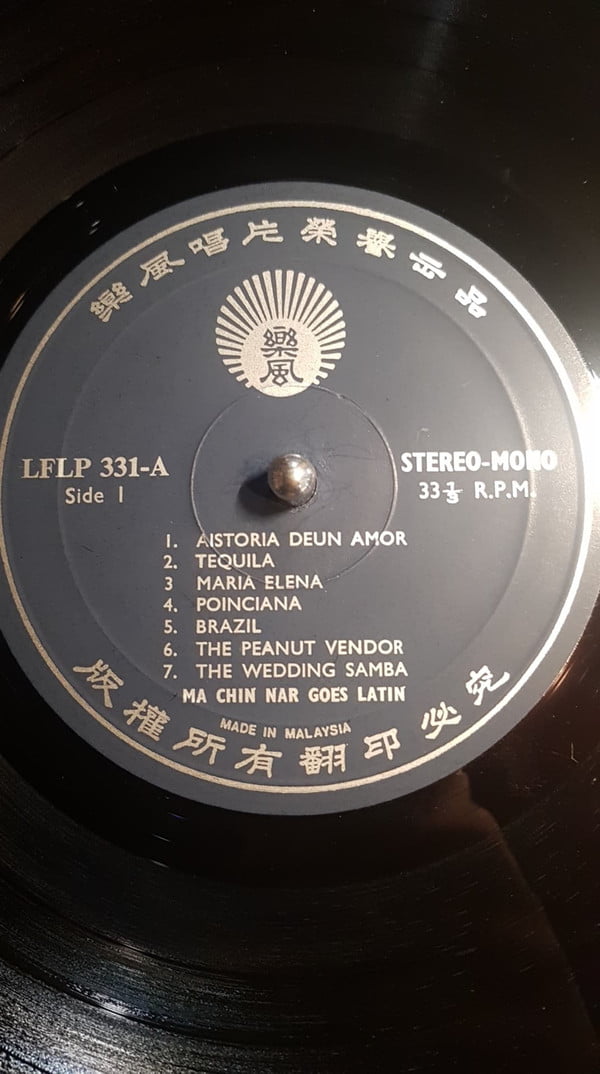 樂風唱片榮譽出品
樂風
LFLP 331-A
Side 1
STEREO-MONO
33⅓ R.P.M.
1. AISTORIA DEUN AMOR
2. TEQUILA
3 MARIA ELENA
4. POINCIANA
5. BRAZIL
6. THE PEANUT VENDOR
7. THE WEDDING SAMBA
MA CHIN NAR GOES LATIN
MADE IN MALAYSIA
版權所有翻印必究